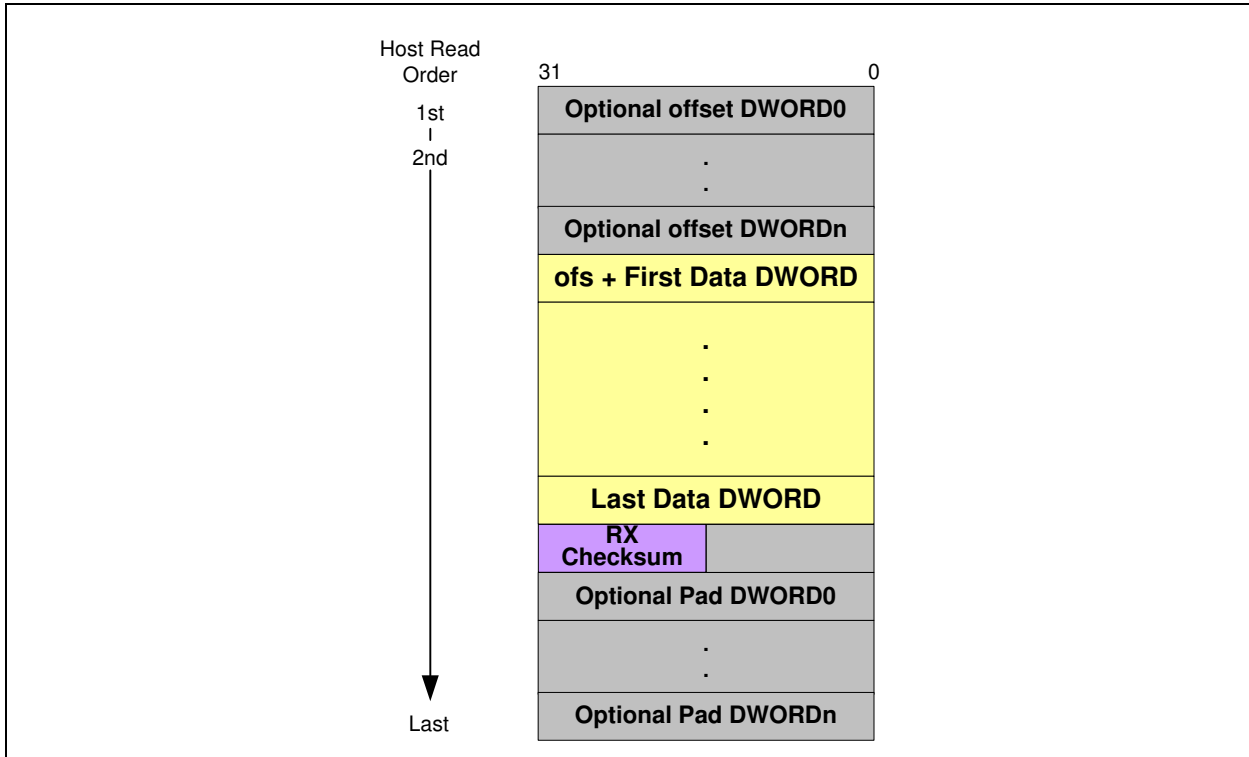 Host Read
Order
31 0
1st
Optional offset DWORD0
2nd
.
.
Optional offset DWORDn
ofs + First Data DWORD
.
.
.
.
Last Data DWORD
RX
Checksum
Optional Pad DWORD0
.
.
Optional Pad DWORDn
Last